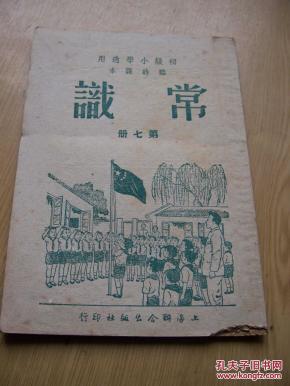 初級小學適用
臨時課本
常識
第七册
上海聯合出版社印行
孔夫子旧书网